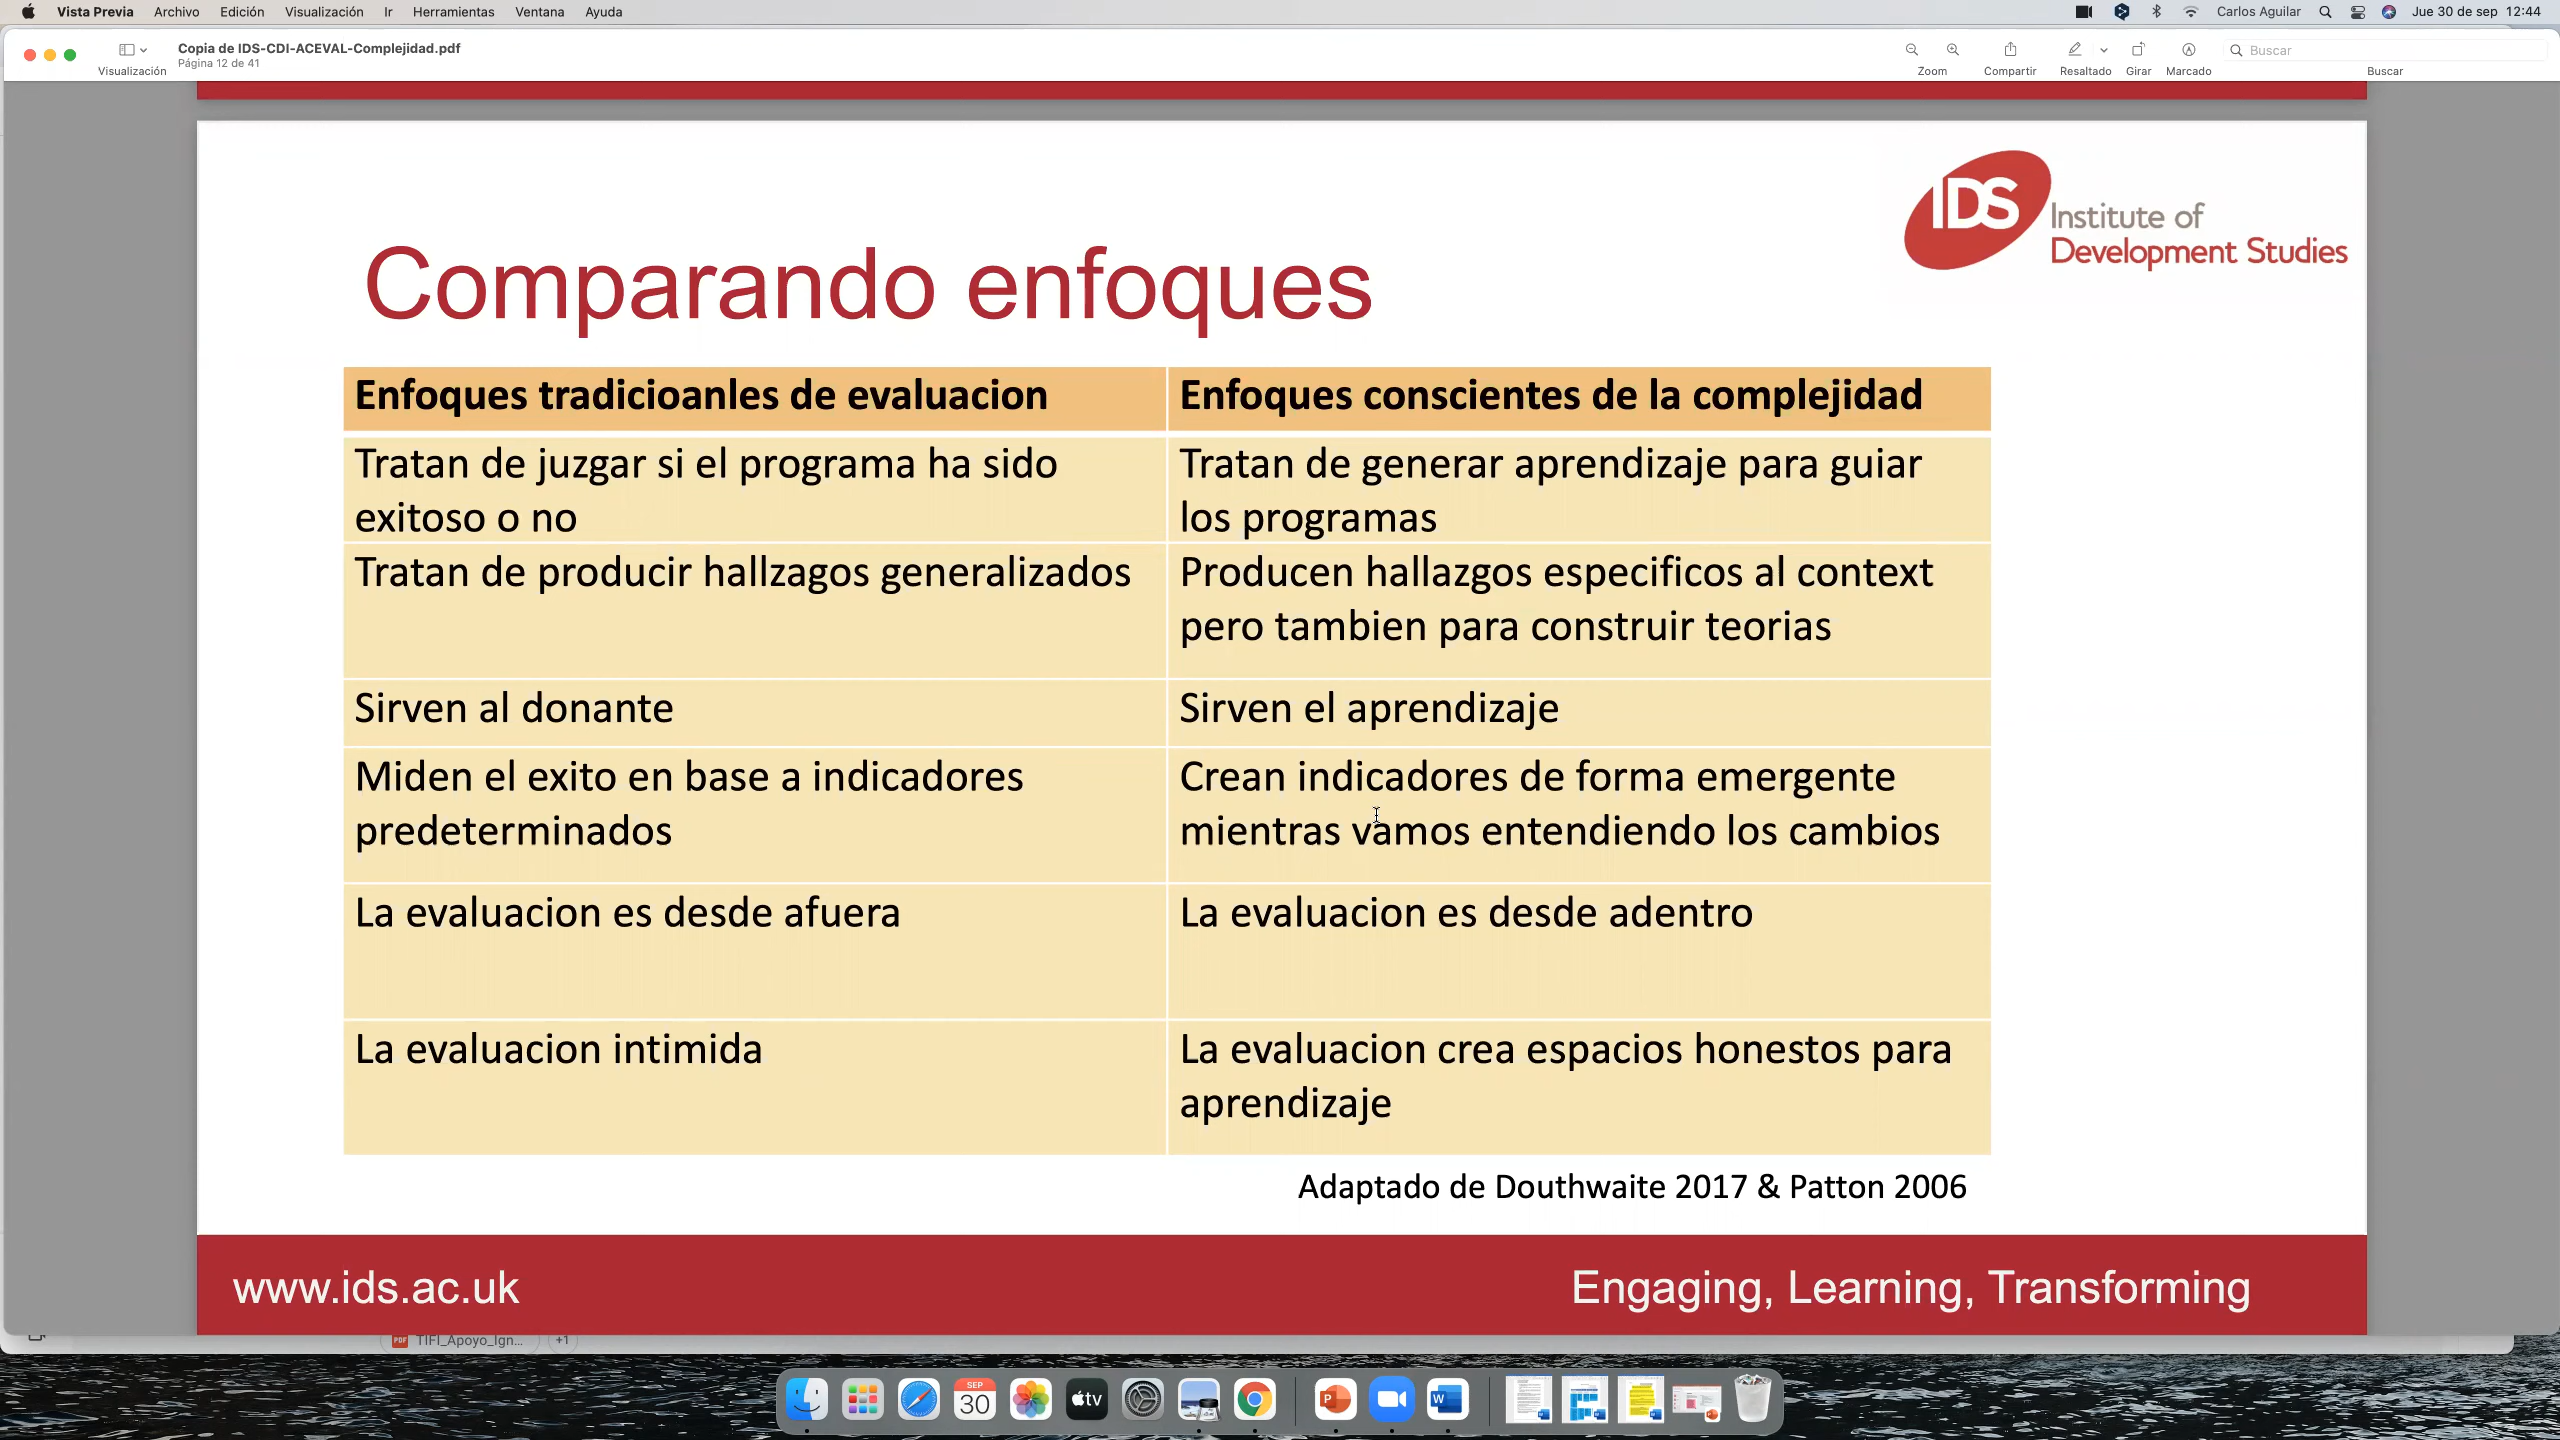 Vista Previa Archivo Edición Visualización Ir Herramientas Ventana Ayuda
Carlos Aguilar Jue 30 de sep 12:44
Copia de IDS-CDI-ACEVAL-Complejidad.pdf
Página 12 de 41
Visualización
Zoom Compartir Resaltado Girar Marcado Buscar
Buscar
IDS Institute of
Development Studies
Comparando enfoques
Enfoques tradicioanles de evaluacion
Enfoques conscientes de la complejidad
Tratan de juzgar si el programa ha sido
exitoso o no
Tratan de generar aprendizaje para guiar
los programas
Tratan de producir hallzagos generalizados
Producen hallazgos especificos al context
pero tambien para construir teorias
Sirven al donante
Sirven el aprendizaje
Miden el exito en base a indicadores
predeterminados
Crean indicadores de forma emergente
mientras vamos entendiendo los cambios
La evaluacion es desde afuera
La evaluacion es desde adentro
La evaluacion intimida
La evaluacion crea espacios honestos para
aprendizaje
Adaptado de Douthwaite 2017 & Patton 2006
www.ids.ac.uk
Engaging, Learning, Transforming
PDF TIFI_Apoyo_Ign... +1
SEP
30
tv
P
W